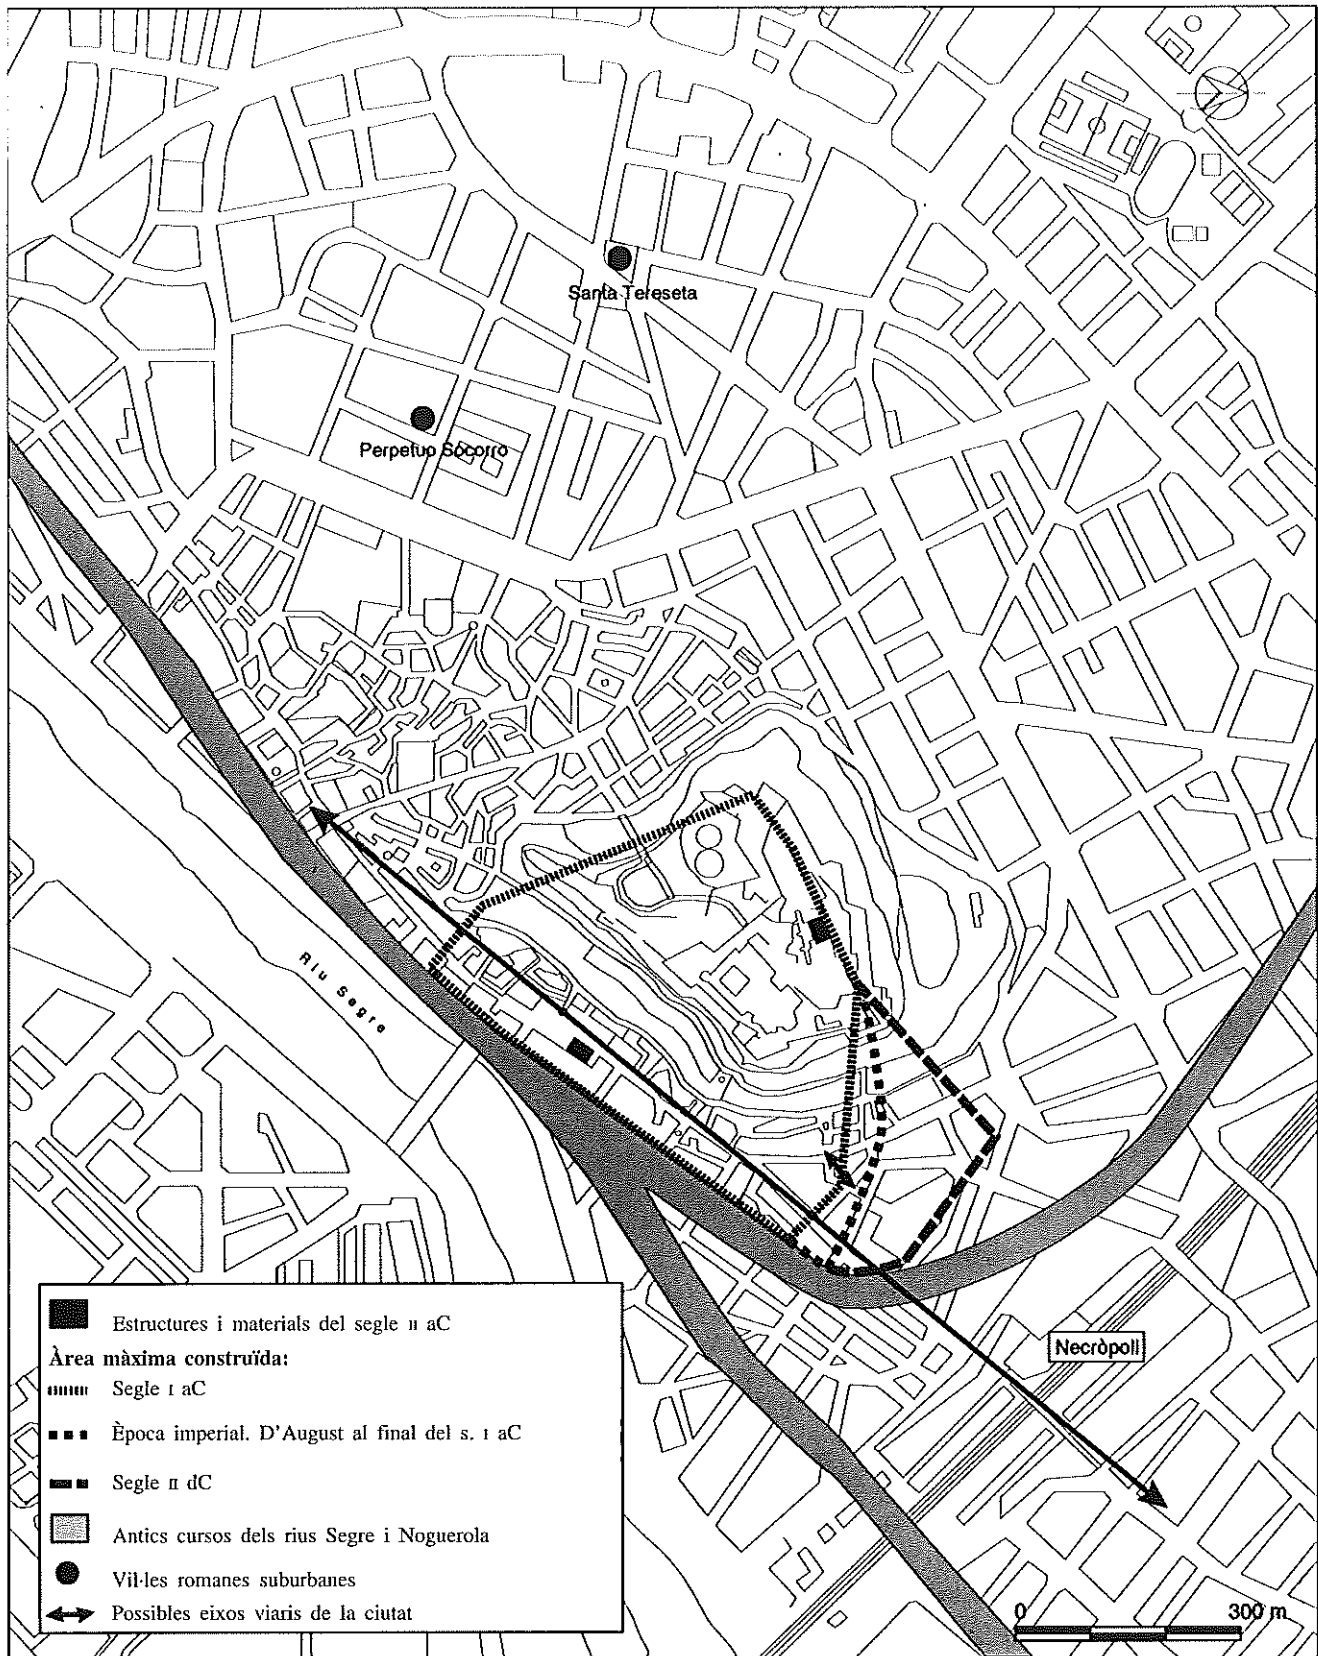 Santa Tereseta
Perpetuo Socorro
Riu Segre
Necròpoli
Estructures i materials del segle II aC
Àrea màxima construïda:
Segle I aC
Època imperial. D'August al final del s. I aC
Segle II dC
Antics cursos dels rius Segre i Noguerola
Vil·les romanes suburbanes
Possibles eixos viaris de la ciutat
0 300 m